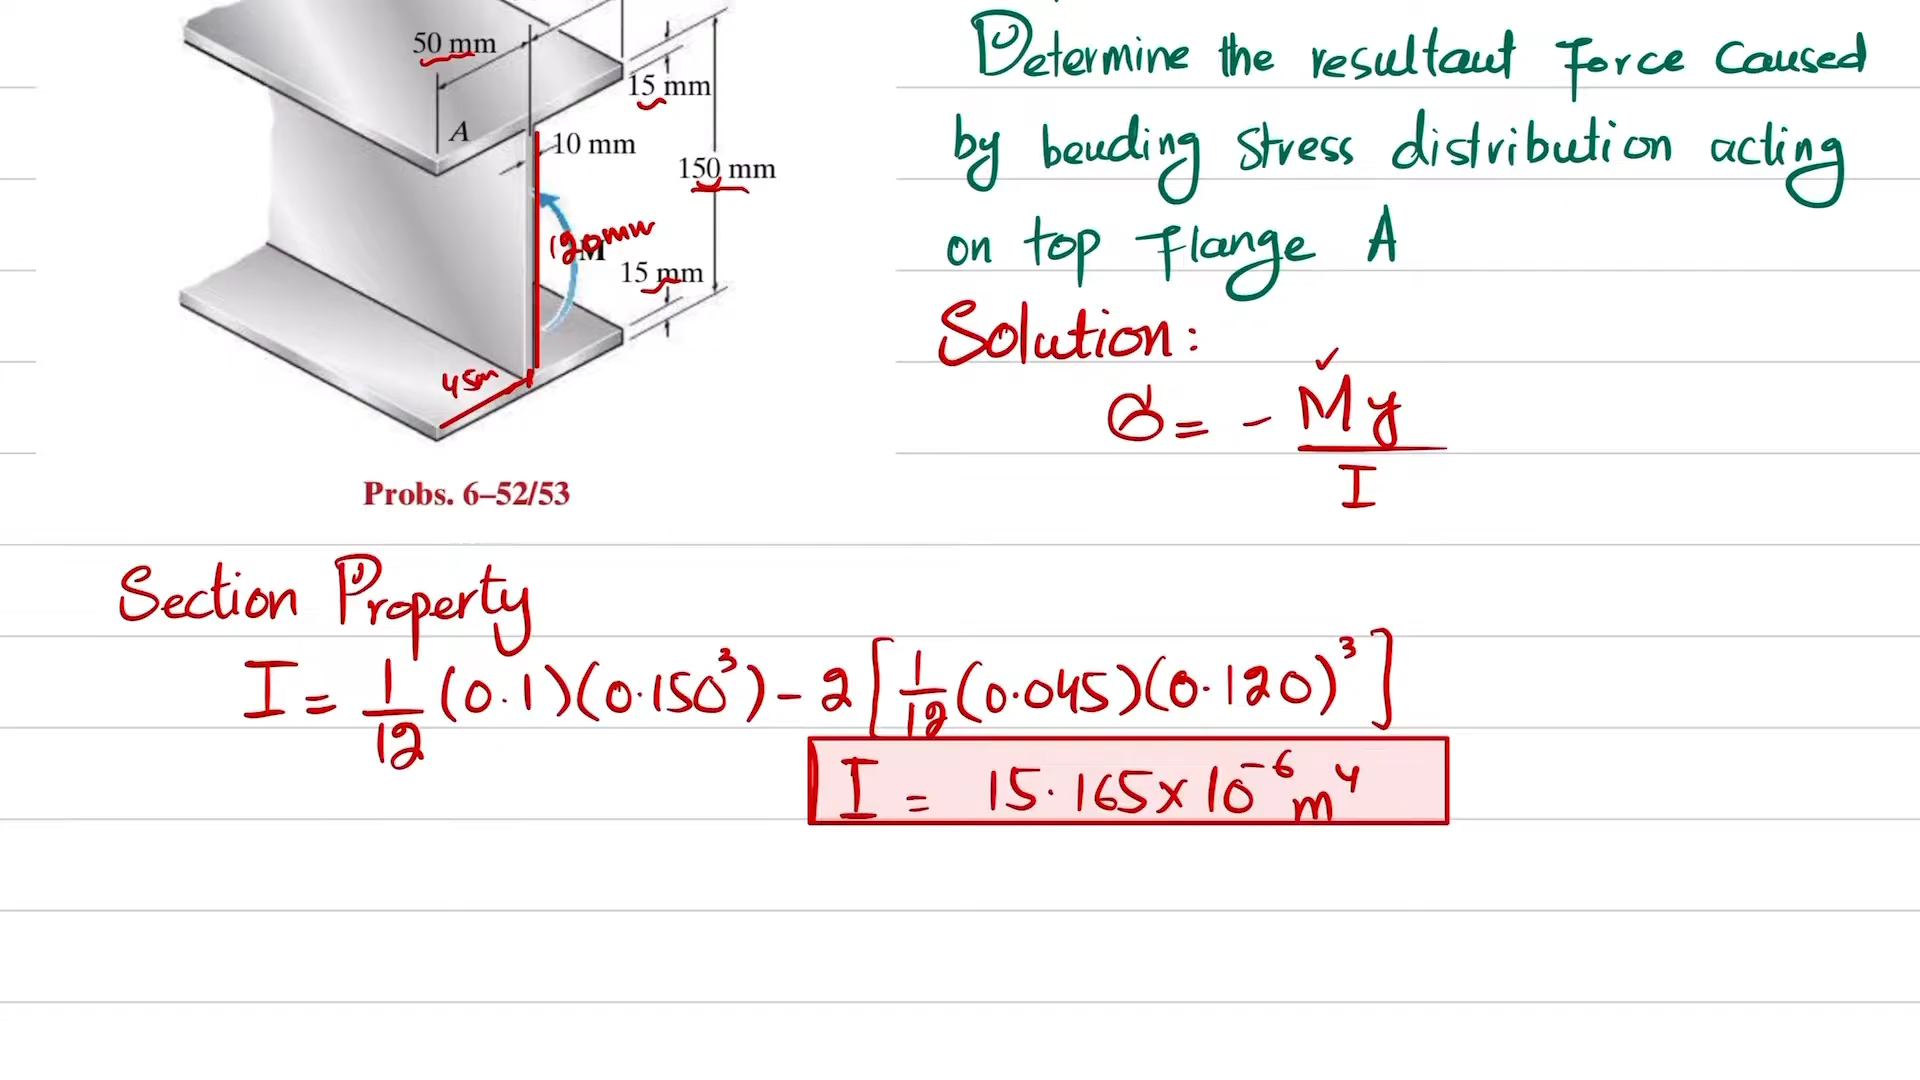 50 mm
15 mm
A
10 mm
150 mm
120mm
M
15 mm
45m
Probs. 6–52/53
Determine the resultant Force Caused
by bending Stress distribution acting
on top Flange A
Solution:
σ = - My/I
Section Property
I = 1/12 (0.1)(0.150³) - 2[1/12 (0.045)(0.120)³]
I = 15.165×10⁻⁶ m⁴